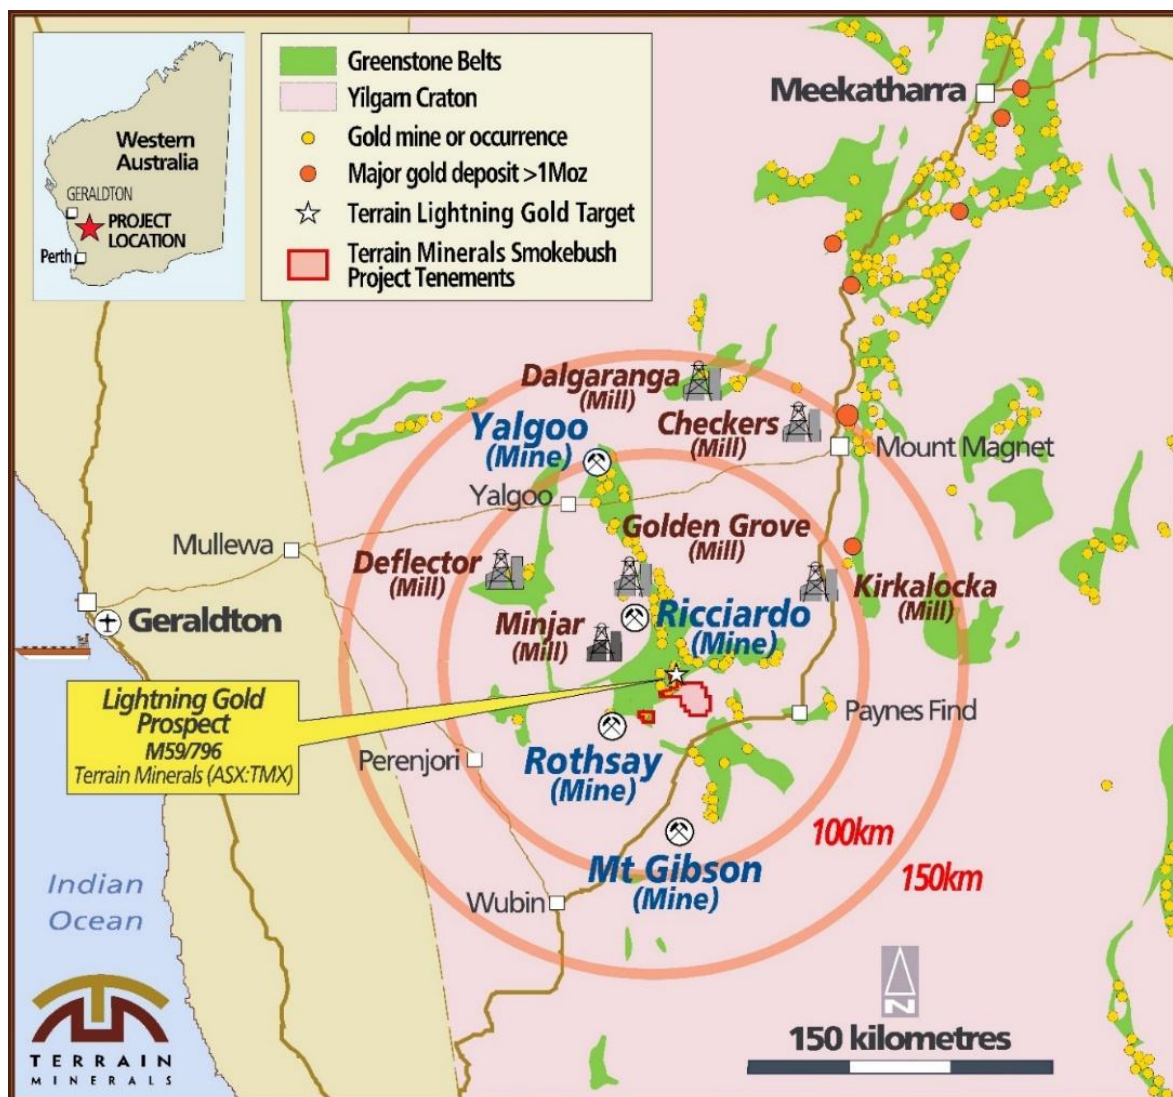 Western
Australia
GERALDTON
PROJECT
LOCATION
Perth
Greenstone Belts
Yilgarn Craton
Gold mine or occurrence
Major gold deposit >1Moz
Terrain Lightning Gold Target
Terrain Minerals Smokebush
Project Tenements
Meekatharra
Dalgaranga
(Mill)
Checkers
(Mill)
Yalgoo
(Mine)
Mount Magnet
Yalgoo
Golden Grove
(Mill)
Mullewa
Deflector
(Mill)
Kirkalocka
(Mill)
Geraldton
Minjar
(Mill)
Ricciardo
(Mine)
Lightning Gold
Prospect
M59/796
Terrain Minerals (ASX:TMX)
Paynes Find
Perenjori
Rothsay
(Mine)
100km
150km
Mt Gibson
(Mine)
Indian
Ocean
Wubin
N
150 kilometres
TERRAIN
MINERALS